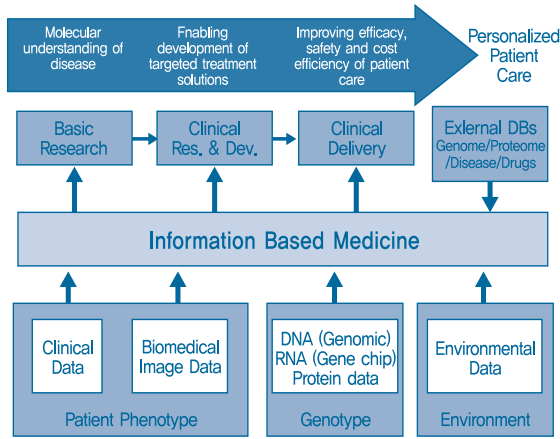 Molecular
understanding of
disease
Enabling
development of
targeted treatment
solutions
Improving efficacy,
safety and cost
efficiency of patient
care
Personalized
Patient
Care
Basic
Research
Clinical
Res. & Dev.
Clinical
Delivery
Exlernal DBs
Genome/Proteome
/Disease/Drugs
Information Based Medicine
Clinical
Data
Biomedical
Image Data
DNA (Genomic)
RNA (Gene chip)
Protein data
Environmental
Data
Patient Phenotype
Genotype
Environment